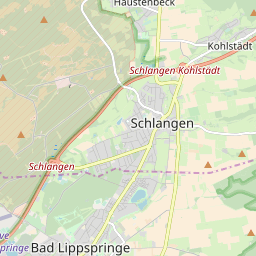 Haustenbeck
Kohlstädt
Schlangen Kohlstädt
Schlangen
Schlangen
Bad Lippspringe